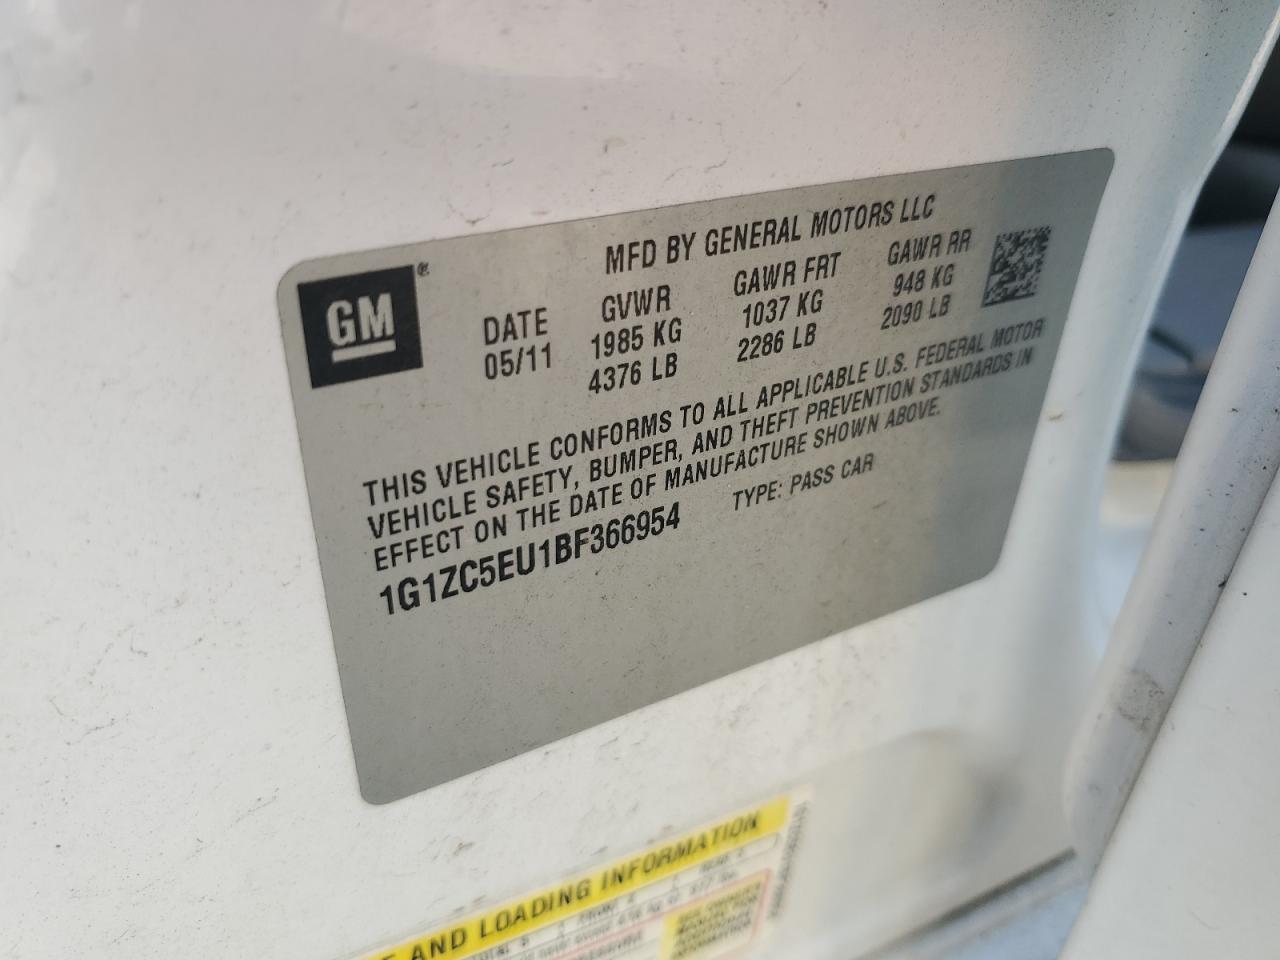 MFD BY GENERAL MOTORS LLC
GM®
DATE GVWR GAWR FRT GAWR RR
05/11 1985 KG 1037 KG 948 KG
4376 LB 2286 LB 2090 LB
THIS VEHICLE CONFORMS TO ALL APPLICABLE U.S. FEDERAL MOTOR
VEHICLE SAFETY, BUMPER, AND THEFT PREVENTION STANDARDS IN
EFFECT ON THE DATE OF MANUFACTURE SHOWN ABOVE.
1G1ZC5EU1BF366954 TYPE: PASS CAR
AND LOADING INFORMATION